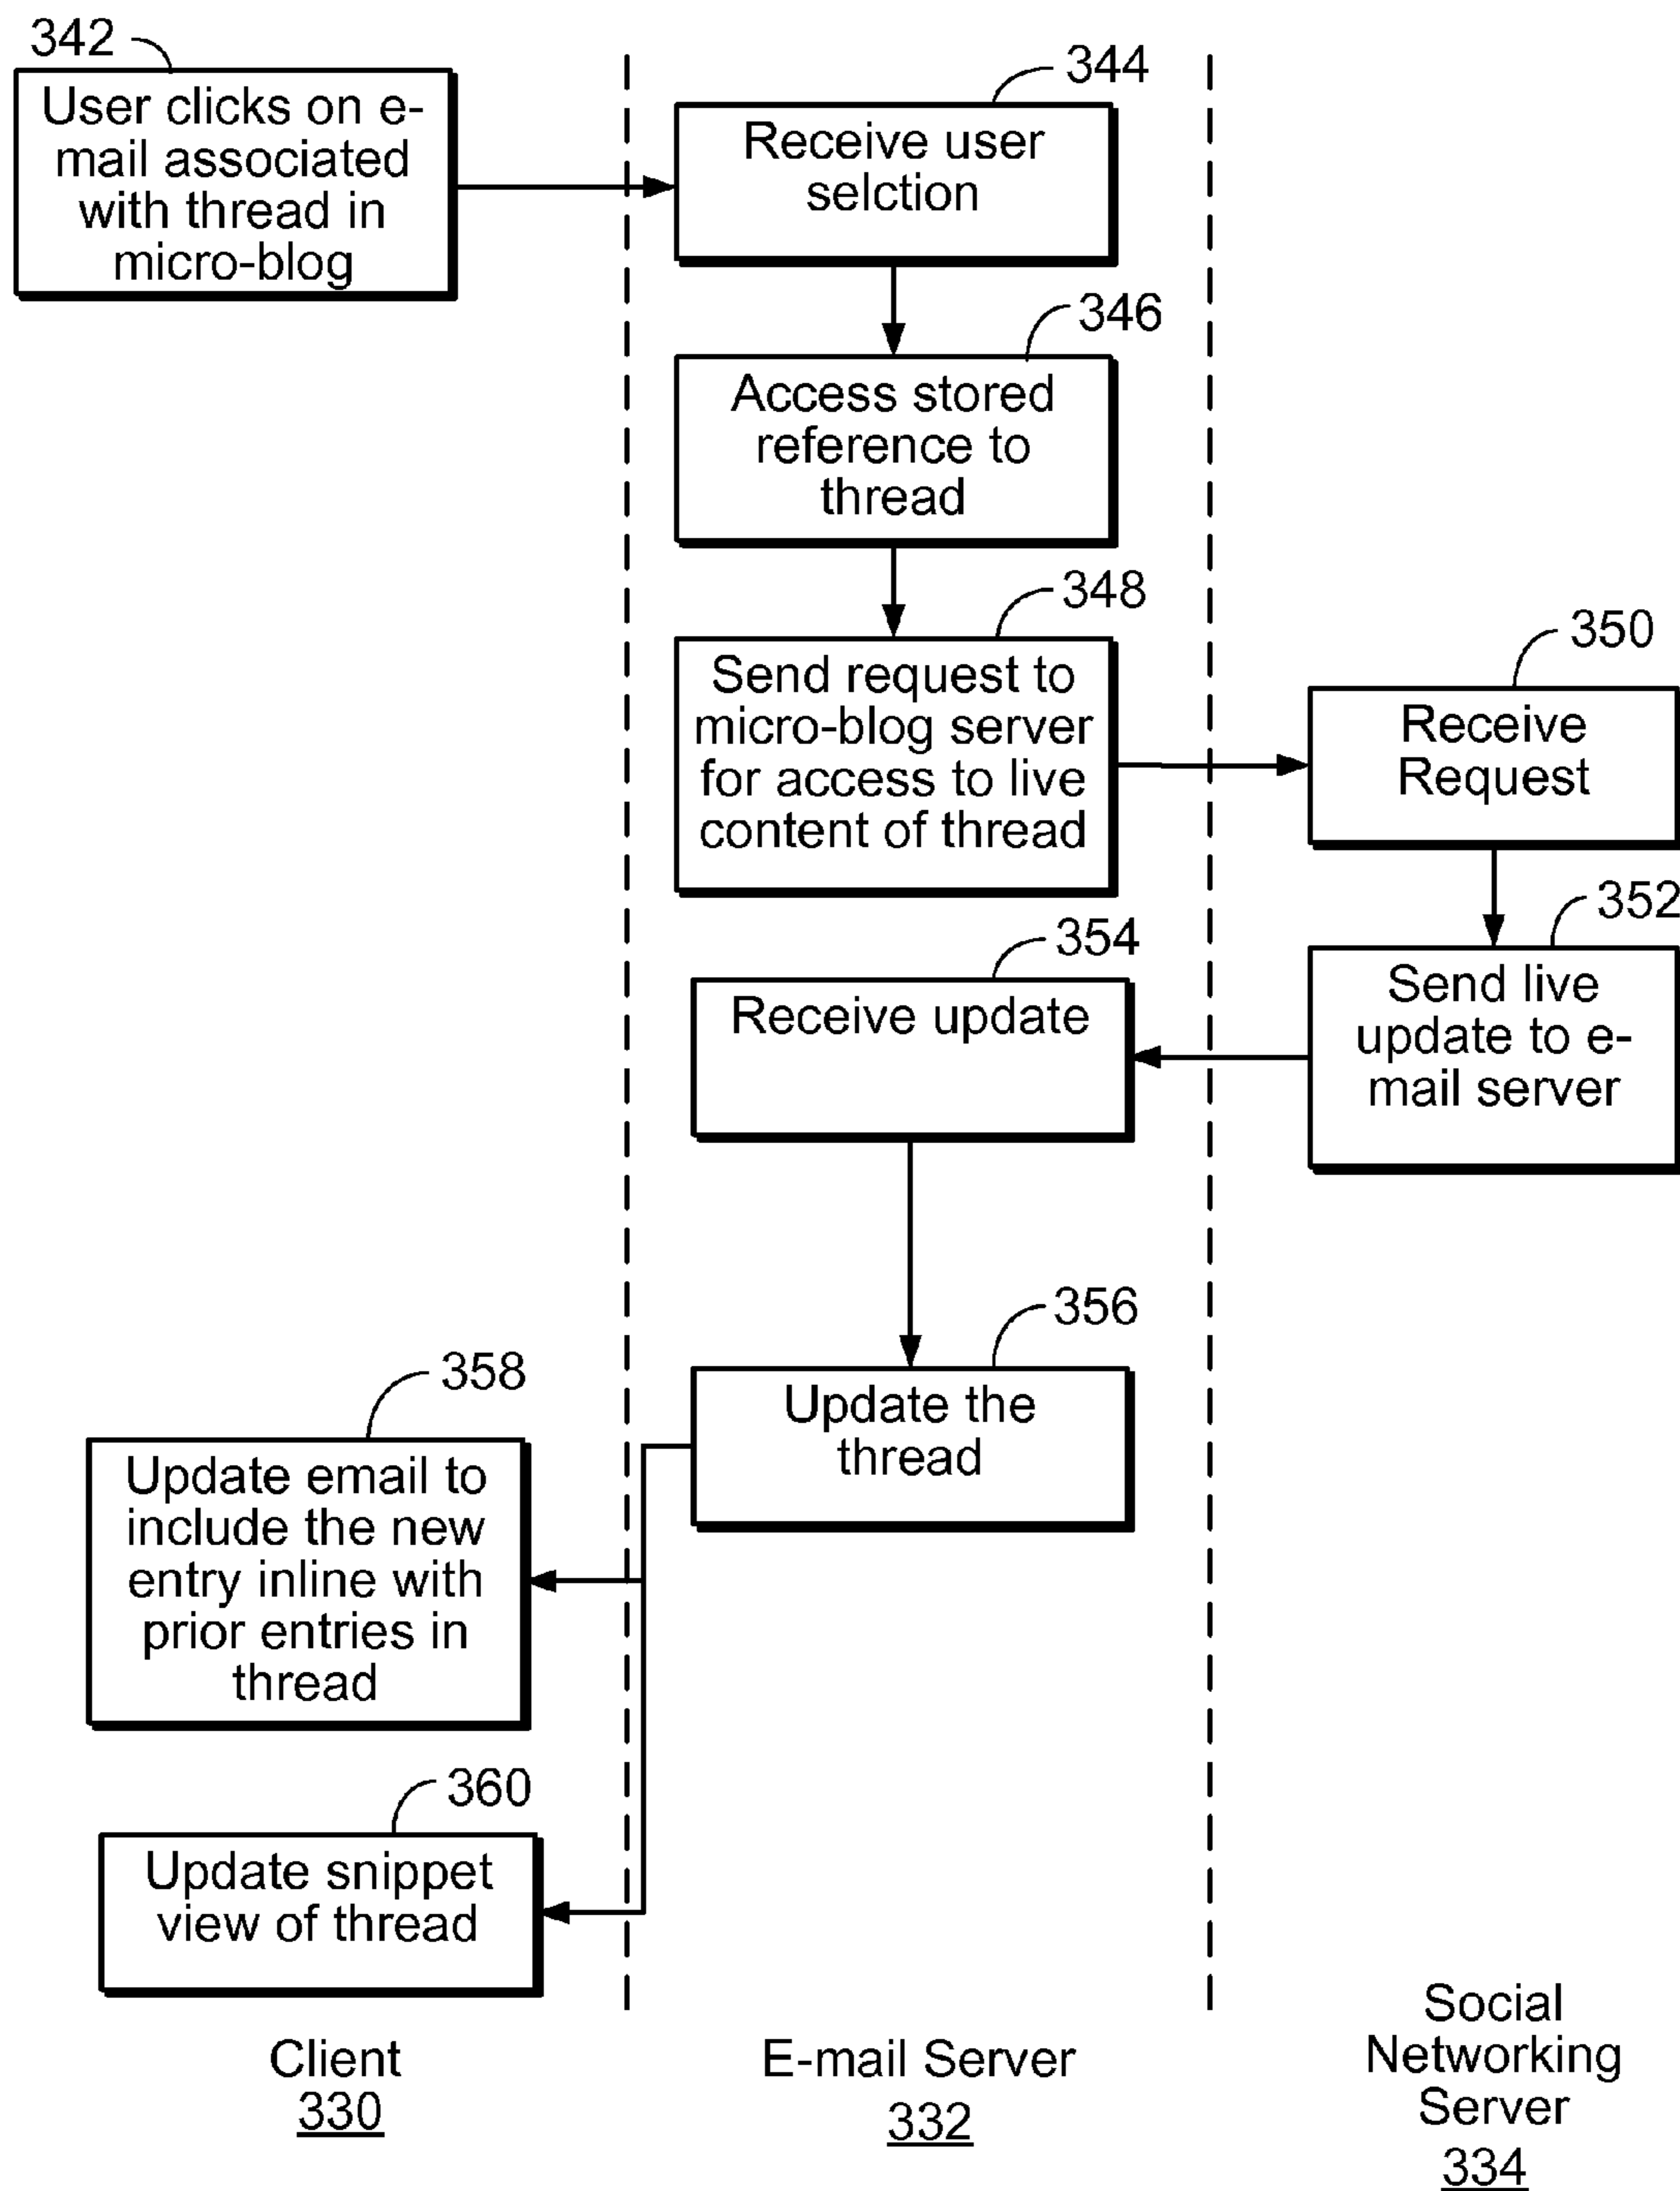 342
User clicks on e-
mail associated
with thread in
micro-blog
344
Receive user
selction
346
Access stored
reference to
thread
348
Send request to
micro-blog server
for access to live
content of thread
350
Receive
Request
352
Send live
update to e-
mail server
354
Receive update
356
Update the
thread
358
Update email to
include the new
entry inline with
prior entries in
thread
360
Update snippet
view of thread
Client
330
E-mail Server
332
Social
Networking
Server
334